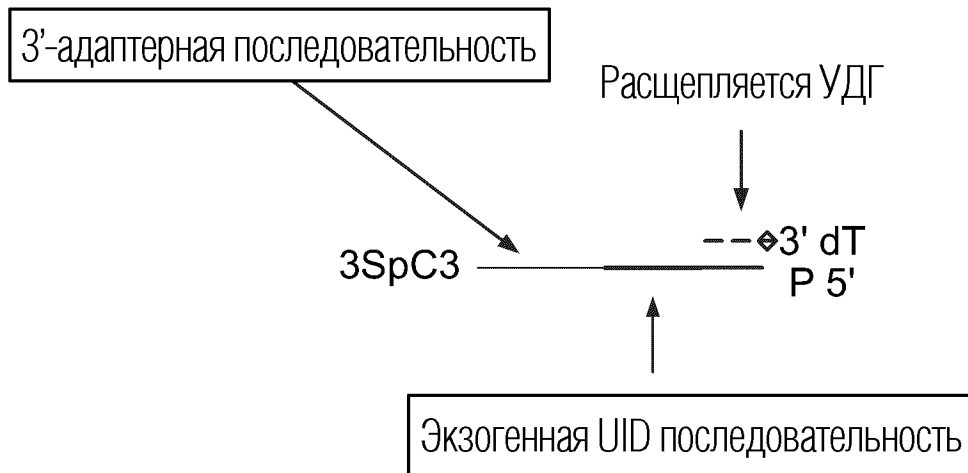 3’-адаптерная последовательность
Расщепляется УДГ
3' dT
3SpC3
P 5'
Экзогенная UID последовательность